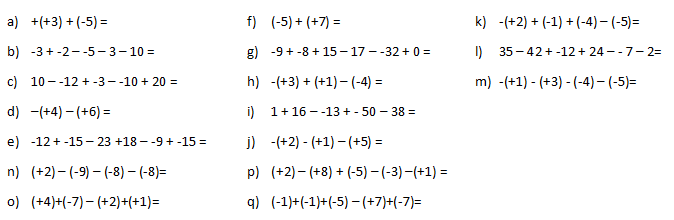 a) +(+3) + (-5) =
b) -3 + -2 – -5 – 3 – 10 =
c) 10 – -12 + -3 – -10 + 20 =
d) –(+4) – (+6) =
e) -12 + -15 – 23 +18 – -9 + -15 =
n) (+2) – (-9) – (-8) – (-8)=
o) (+4)+(-7) – (+2)+(+1)=
f) (-5) + (+7) =
g) -9 + -8 + 15 – 17 – -32 + 0 =
h) -(+3) + (+1) – (-4) =
i) 1 + 16 – -13 + - 50 – 38 =
j) -(+2) - (+1) – (+5) =
p) (+2) – (+8) + (-5) – (-3) –(+1) =
q) (-1)+(-1)+(-5) – (+7)+(-7)=
k) -(+2) + (-1) + (-4) – (-5)=
l) 35 – 42 + -12 + 24 – - 7 – 2=
m) -(+1) - (+3) - (-4) – (-5)=